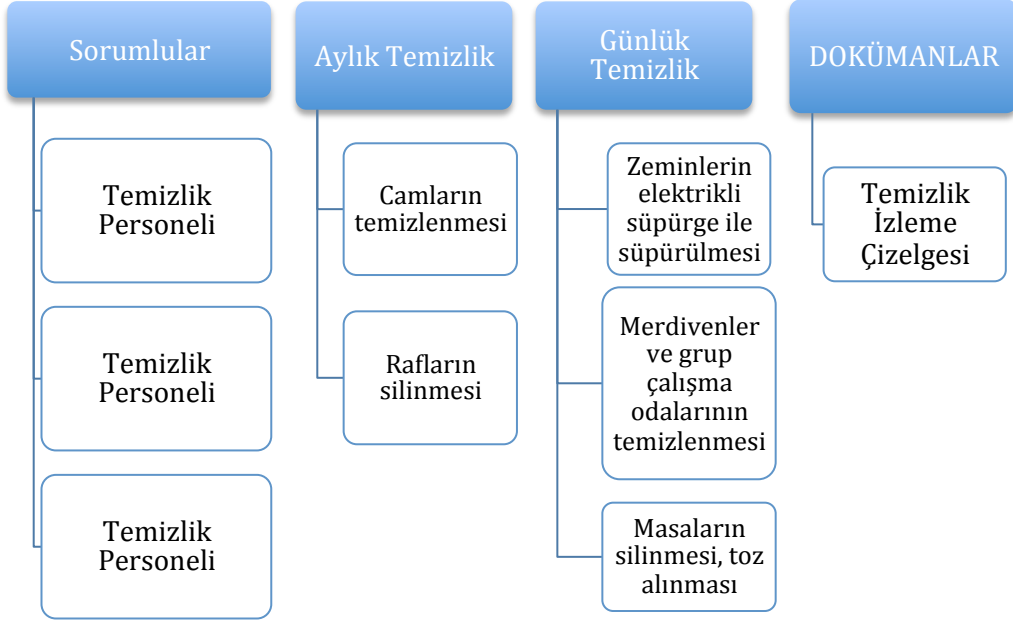 Sorumlular
Temizlik
Personeli
Temizlik
Personeli
Temizlik
Personeli
Aylık Temizlik
Camların
temizlenmesi
Rafların
silinmesi
Günlük
Temizlik
Zeminlerin
elektrikli
süpürge ile
süpürülmesi
Merdivenler
ve grup
çalışma
odalarının
temizlenmesi
Masaların
silinmesi, toz
alınması
DOKÜMANLAR
Temizlik
İzleme
Çizelgesi